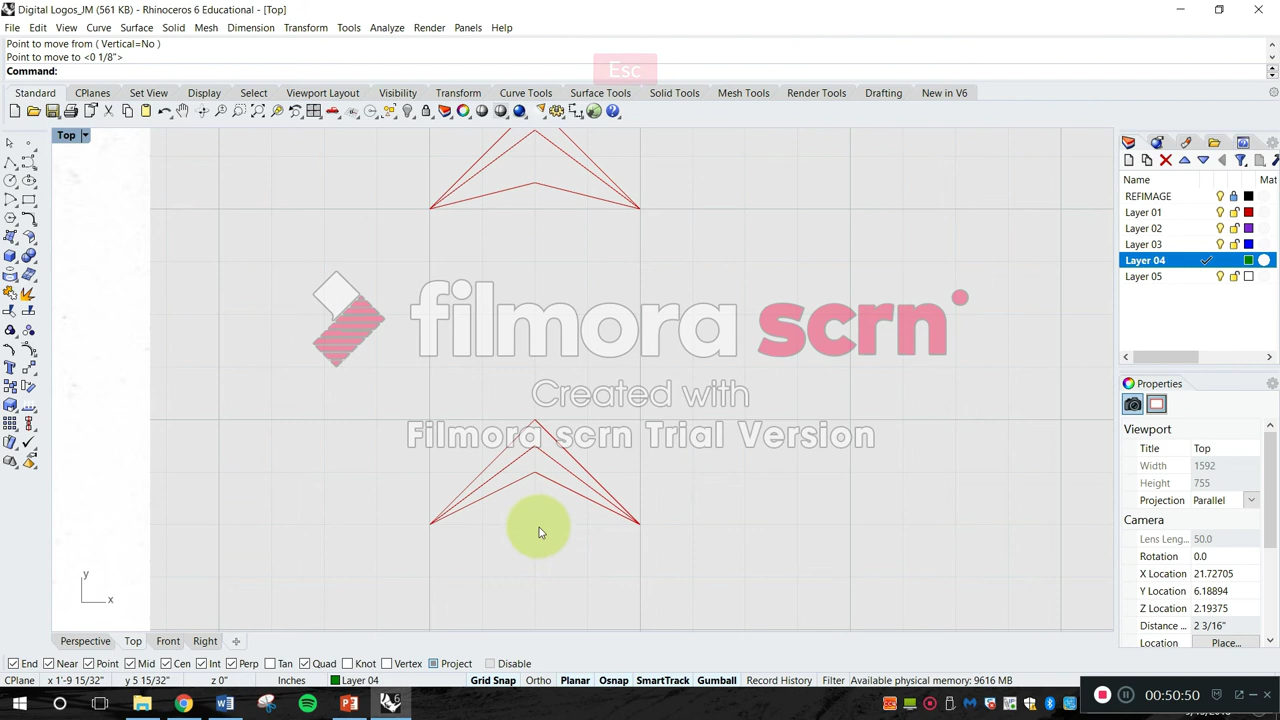 Digital Logos_JM (561 KB) - Rhinoceros 6 Educational - [Top]
File Edit View Curve Surface Solid Mesh Dimension Transform Tools Analyze Render Panels Help
Point to move from ( Vertical=No )
Point to move to <0 1/8">
Command:
Esc
Standard CPlanes Set View Display Select Viewport Layout Visibility Transform Curve Tools Surface Tools Solid Tools Mesh Tools Render Tools Drafting New in V6
Top
Name Mat
REFIMAGE
Layer 01
Layer 02
Layer 03
Layer 04
Layer 05
filmora scrn
Created with
Filmora scrn Trial Version
Properties
Viewport
Title Top
Width 1592
Height 755
Projection Parallel
Camera
Lens Leng... 50.0
Rotation 0.0
X Location 21.72705
Y Location 6.18894
Z Location 2.19375
Distance ... 2 3/16"
Location Place...
y
x
Perspective Top Front Right
End Near Point Mid Cen Int Perp Tan Quad Knot Vertex Project Disable
CPlane x 1'-9 15/32" y 5 15/32" z 0" Inches Layer 04 Grid Snap Ortho Planar Osnap SmartTrack Gumball Record History Filter Available physical memory: 9616 MB
00:50:50